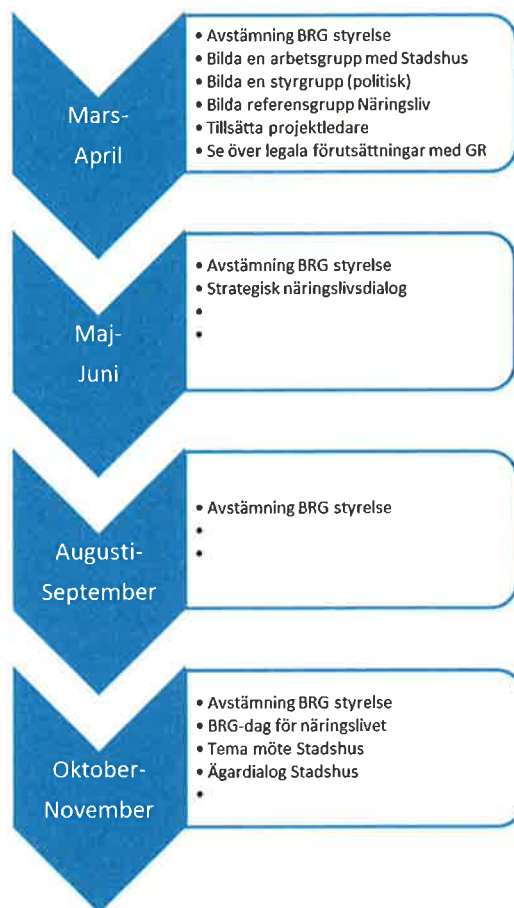 Mars-
April
• Avstämning BRG styrelse
• Bilda en arbetsgrupp med Stadshus
• Bilda en styrgrupp (politisk)
• Bilda referensgrupp Näringsliv
• Tillsätta projektledare
• Se över legala förutsättningar med GR
Maj-
Juni
• Avstämning BRG styrelse
• Strategisk näringslivsdialog
•
•
Augusti-
September
• Avstämning BRG styrelse
•
•
Oktober-
November
• Avstämning BRG styrelse
• BRG-dag för näringslivet
• Tema möte Stadshus
• Ägardialog Stadshus
•